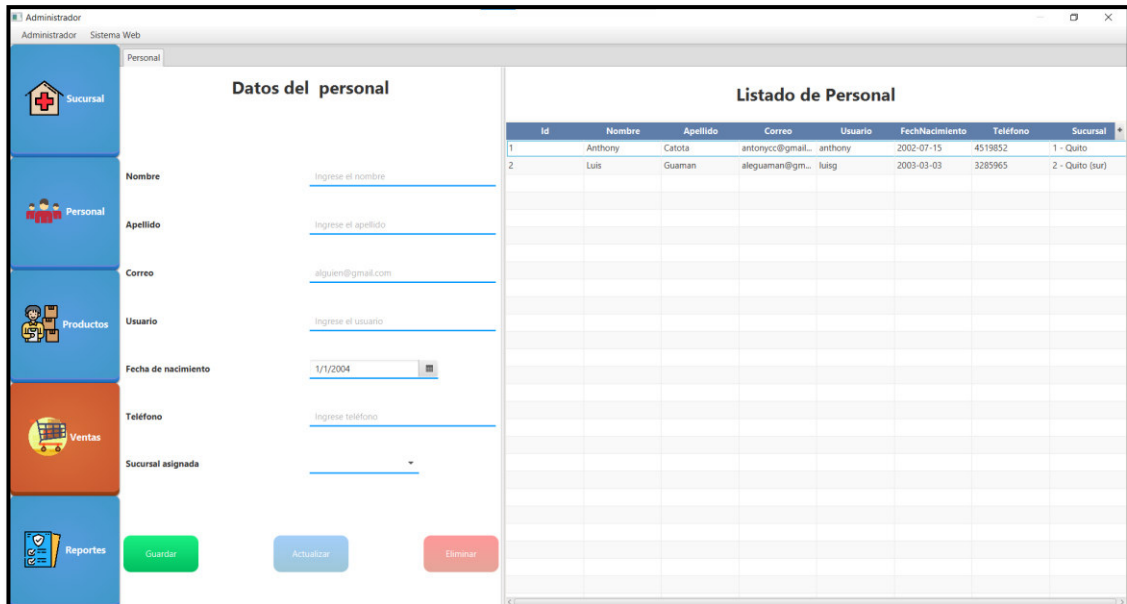 Administrador
Administrador Sistema Web
Sucursal
Personal
Productos
Ventas
Reportes
Personal
Datos del personal
Nombre Ingrese el nombre
Apellido Ingrese el apellido
Correo alguien@gmail.com
Usuario Ingrese el usuario
Fecha de nacimiento 1/1/2004
Teléfono Ingrese teléfono
Sucursal asignada
Guardar Actualizar Eliminar
Listado de Personal
Id Nombre Apellido Correo Usuario FechNacimiento Teléfono Sucursal +
1 Anthony Catota antonycc@gmail... anthony 2002-07-15 4519852 1 - Quito
2 Luis Guaman aleguaman@gm... luisg 2003-03-03 3285965 2 - Quito (sur)